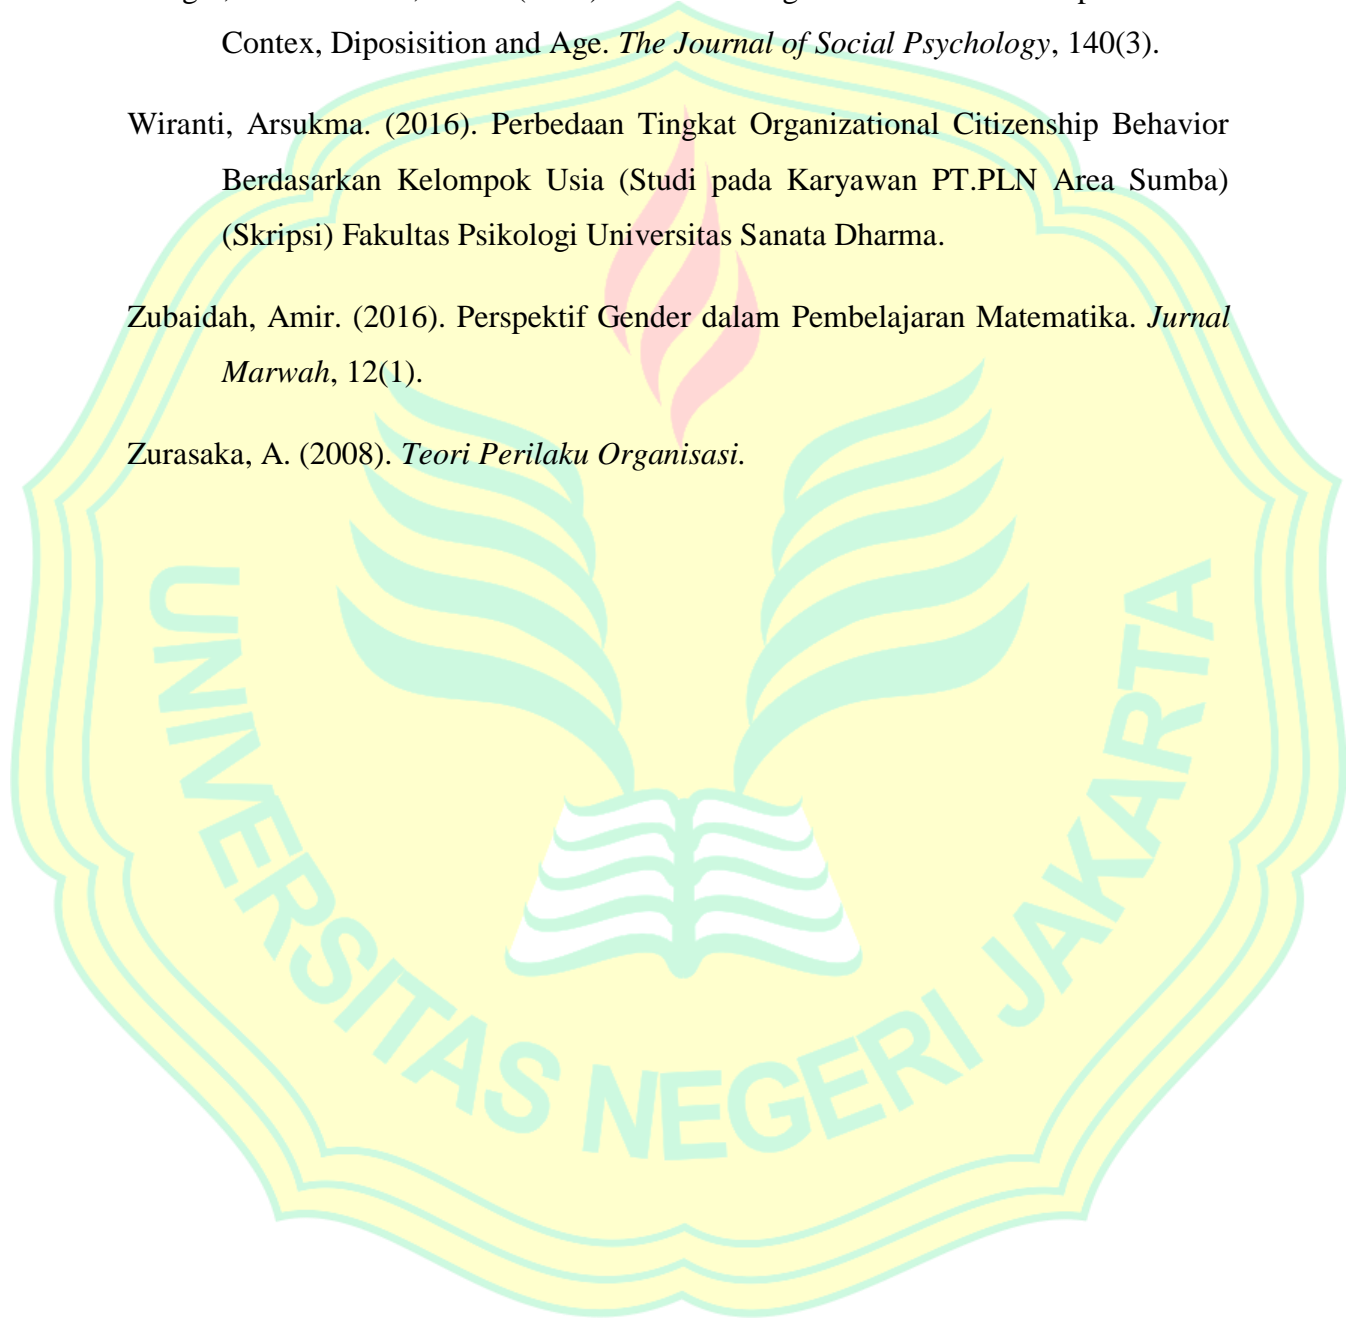 Contex, Diposisition and Age. The Journal of Social Psychology, 140(3).
Wiranti, Arsukma. (2016). Perbedaan Tingkat Organizational Citizenship Behavior
Berdasarkan Kelompok Usia (Studi pada Karyawan PT.PLN Area Sumba)
(Skripsi) Fakultas Psikologi Universitas Sanata Dharma.
Zubaidah, Amir. (2016). Perspektif Gender dalam Pembelajaran Matematika. Jurnal
Marwah, 12(1).
Zurasaka, A. (2008). Teori Perilaku Organisasi.
UNIVERSITAS NEGERI JAKARTA